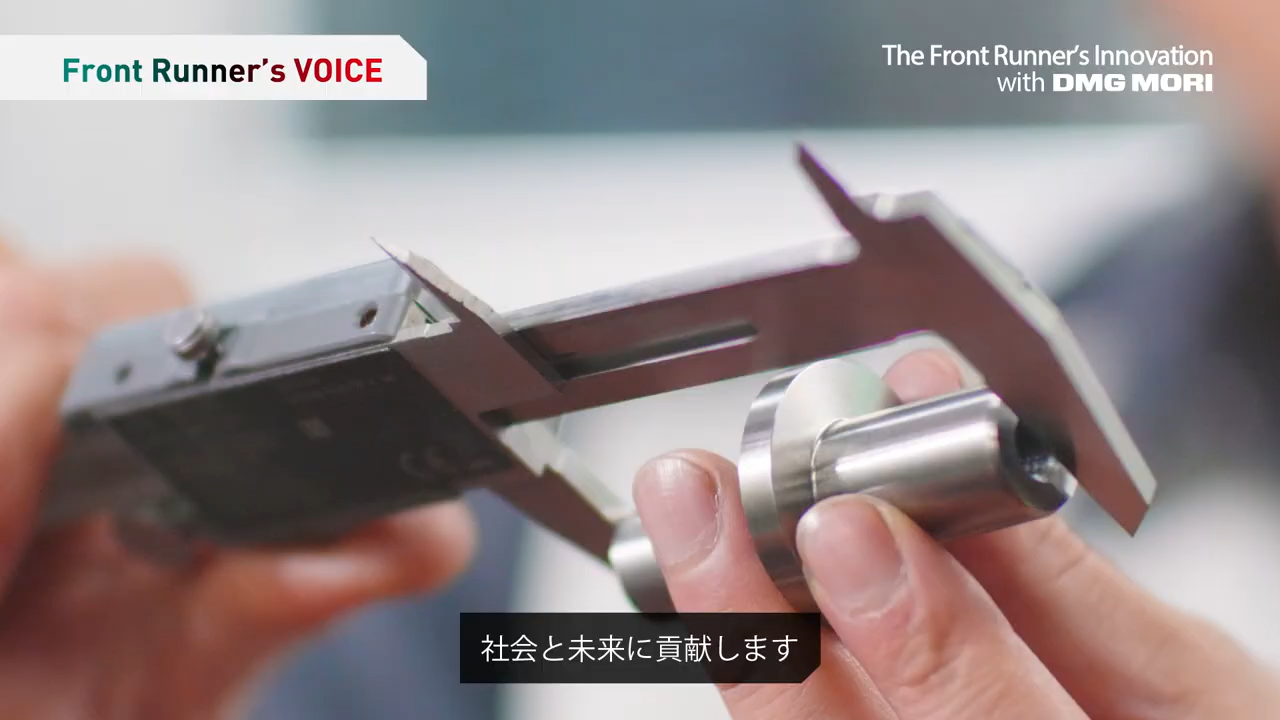 Front Runner's VOICE
The Front Runner's Innovation
with DMG MORI
社会と未来に貢献します